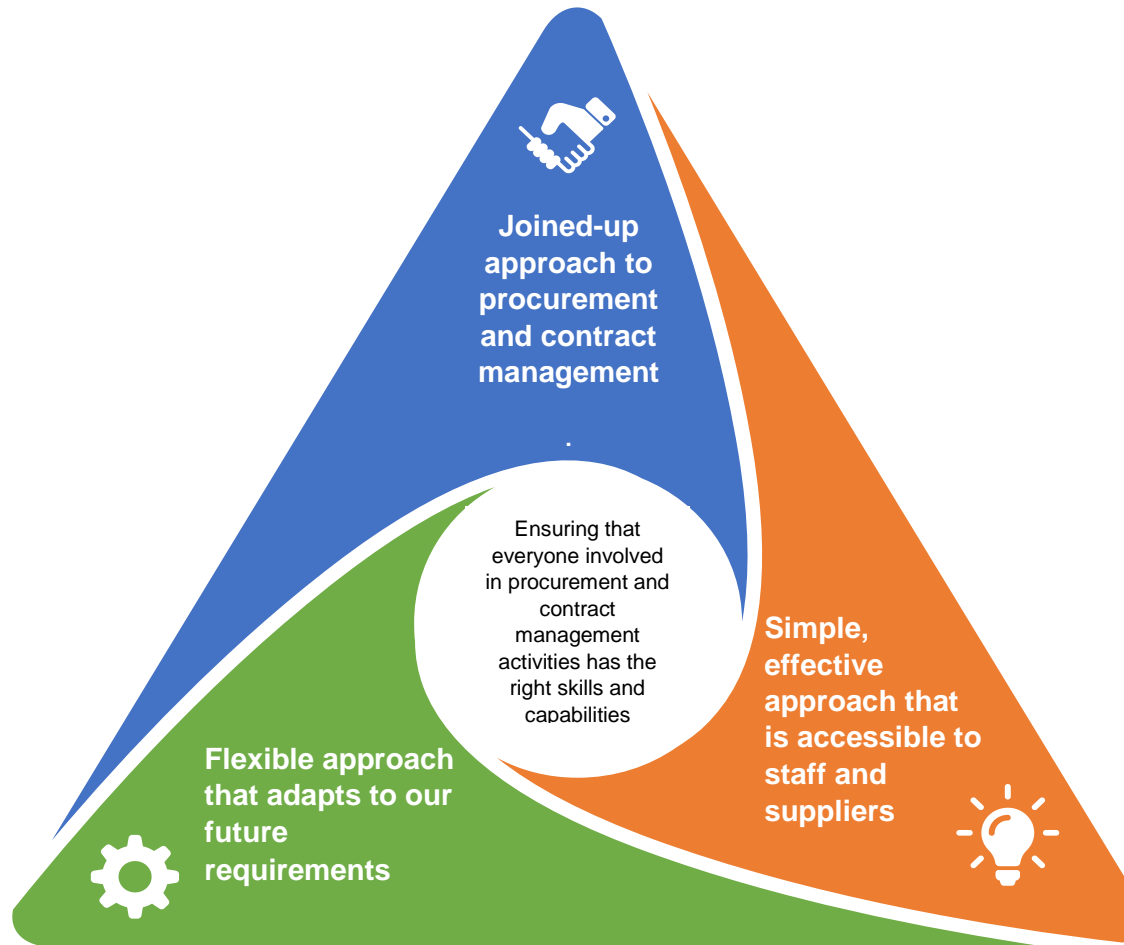 Joined-up
approach to
procurement
and contract
management
.
Ensuring that
everyone involved
in procurement and
contract
management
activities has the
right skills and
capabilities
Simple,
effective
approach that
is accessible to
staff and
suppliers
Flexible approach
that adapts to our
future
requirements